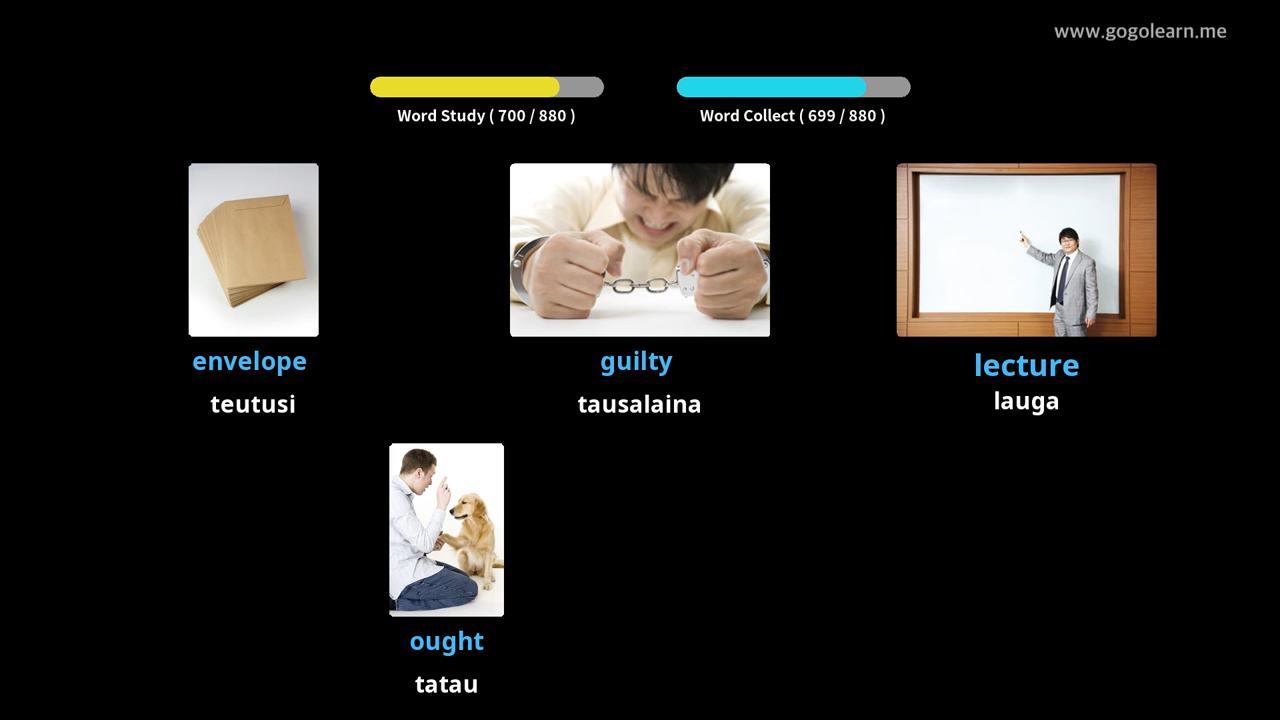 www.gogolearn.me
Word Study ( 700 / 880 )
Word Collect ( 699 / 880 )
envelope
teutusi
guilty
tausalaina
lecture
lauga
ought
tatau